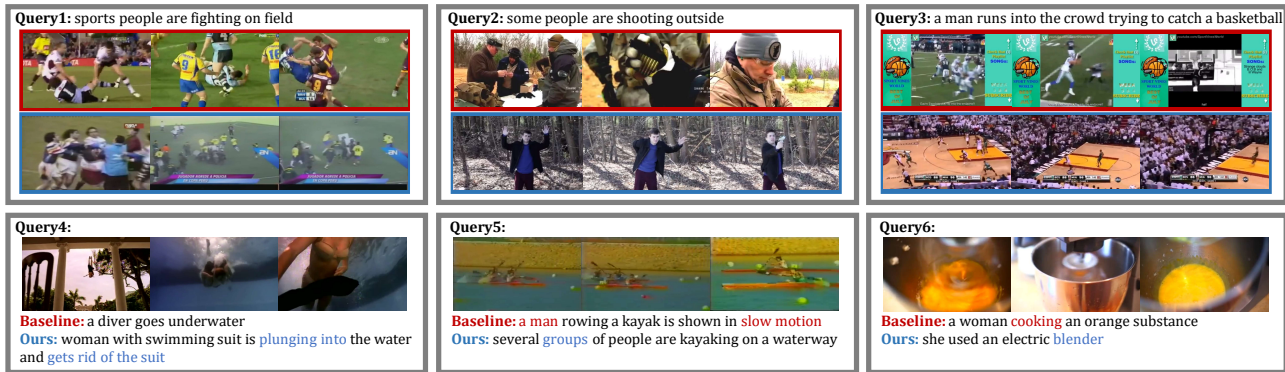 Query1: sports people are fighting on field
Query2: some people are shooting outside
Query3: a man runs into the crowd trying to catch a basketball
Query4:
Baseline: a diver goes underwater
Ours: woman with swimming suit is plunging into the water
and gets rid of the suit
Query5:
Baseline: a man rowing a kayak is shown in slow motion
Ours: several groups of people are kayaking on a waterway
Query6:
Baseline: a woman cooking an orange substance
Ours: she used an electric blender